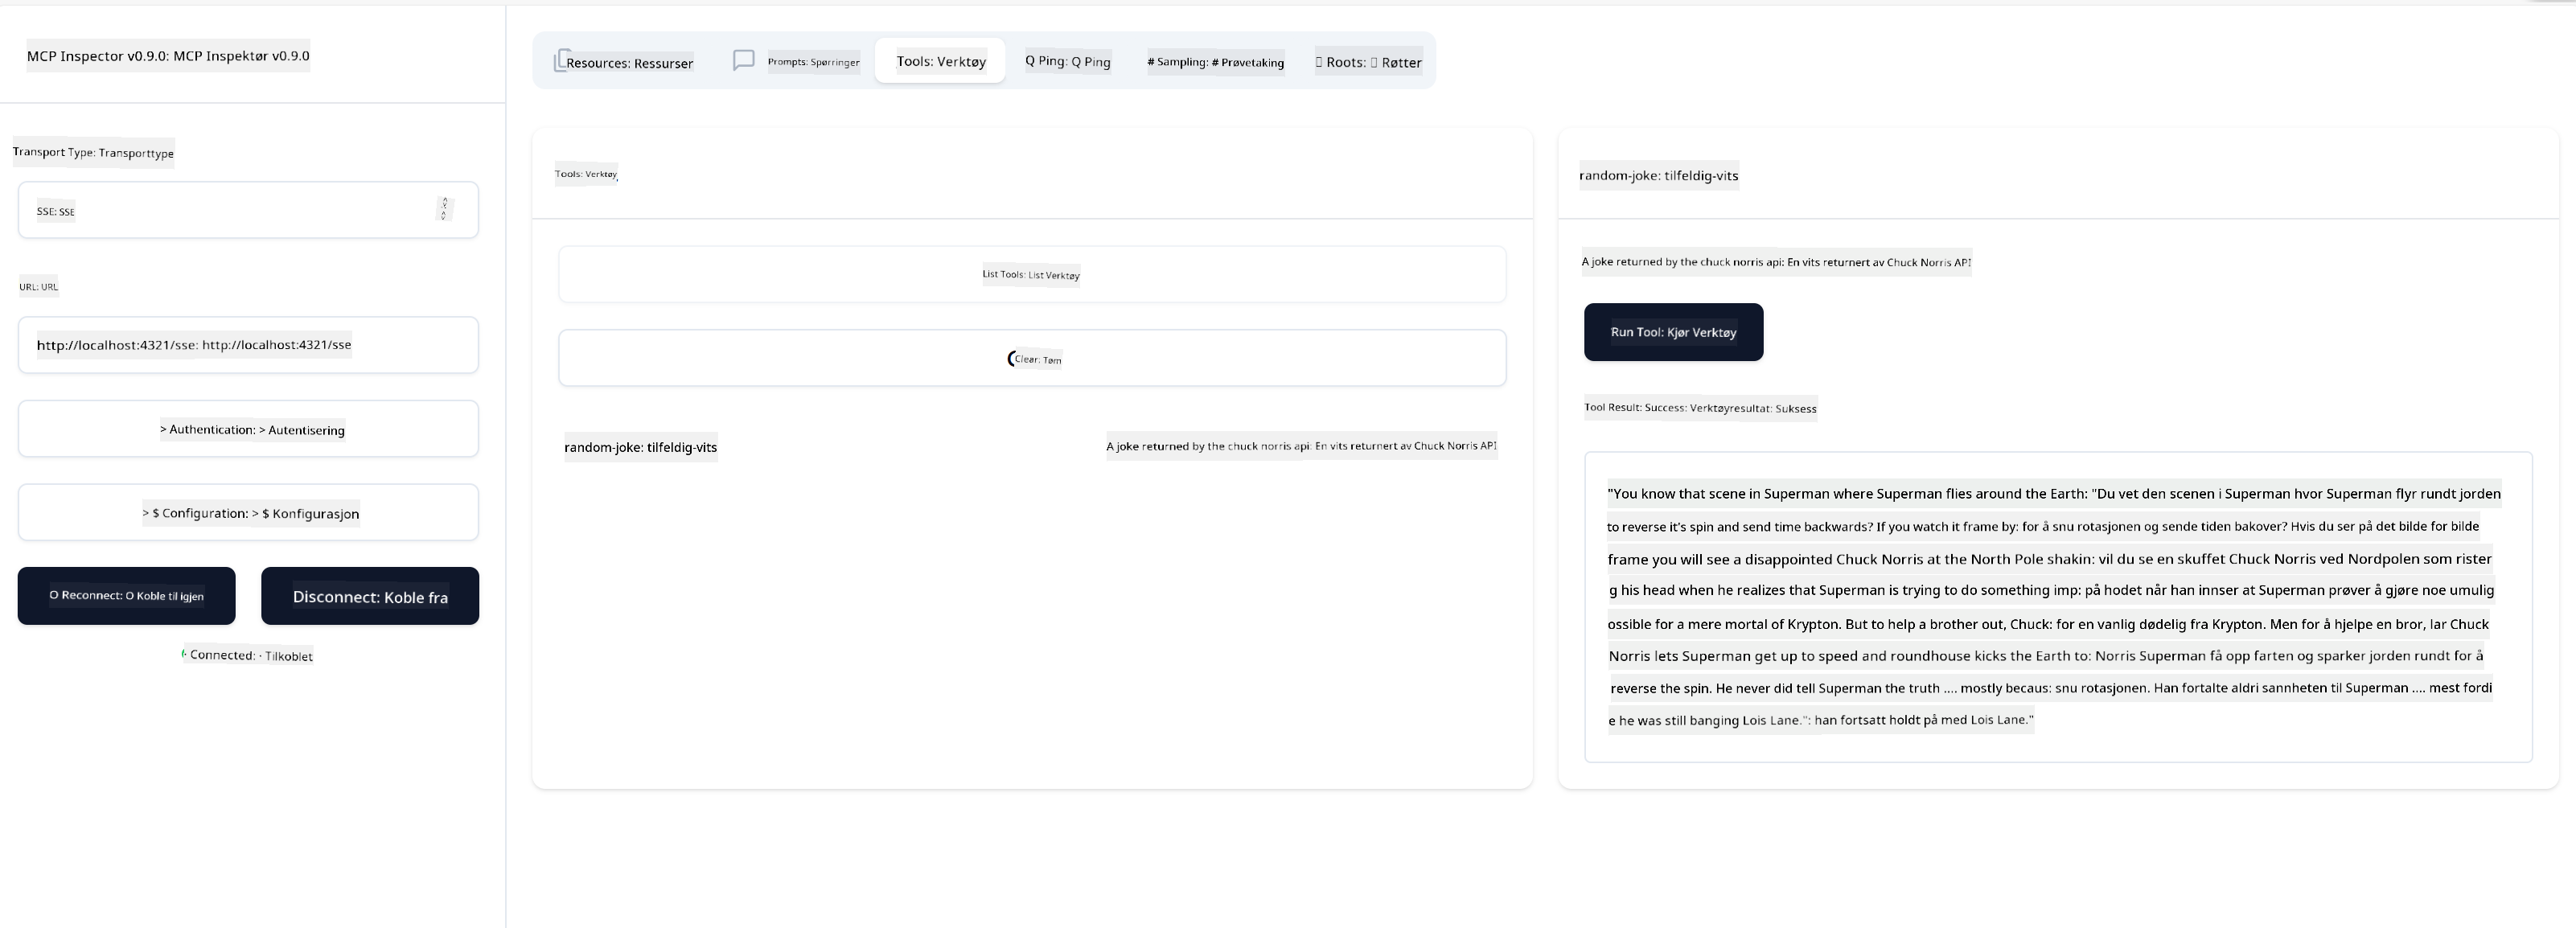 MCP Inspector v0.9.0: MCP Inspektør v0.9.0
Resources: Ressurser
Prompts: Spørringer
Tools: Verktøy
Q Ping: Q Ping
# Sampling: # Prøvetaking
Roots: Røtter
Transport Type: Transporttype
SSE: SSE
URL: URL
http://localhost:4321/sse: http://localhost:4321/sse
> Authentication: > Autentisering
> $ Configuration: > $ Konfigurasjon
O Reconnect: O Koble til igjen
Disconnect: Koble fra
· Connected: · Tilkoblet
Tools: Verktøy
List Tools: List Verktøy
Clear: Tøm
random-joke: tilfeldig-vits
A joke returned by the chuck norris api: En vits returnert av Chuck Norris API
random-joke: tilfeldig-vits
A joke returned by the chuck norris api: En vits returnert av Chuck Norris API
Run Tool: Kjør Verktøy
Tool Result: Success: Verktøyresultat: Suksess
"You know that scene in Superman where Superman flies around the Earth: "Du vet den scenen i Superman hvor Superman flyr rundt jorden
to reverse it's spin and send time backwards? If you watch it frame by: for å snu rotasjonen og sende tiden bakover? Hvis du ser på det bilde for bilde
frame you will see a disappointed Chuck Norris at the North Pole shakin: vil du se en skuffet Chuck Norris ved Nordpolen som rister
g his head when he realizes that Superman is trying to do something imp: på hodet når han innser at Superman prøver å gjøre noe umulig
ossible for a mere mortal of Krypton. But to help a brother out, Chuck: for en vanlig dødelig fra Krypton. Men for å hjelpe en bror, lar Chuck
Norris lets Superman get up to speed and roundhouse kicks the Earth to: Norris Superman få opp farten og sparker jorden rundt for å
reverse the spin. He never did tell Superman the truth .... mostly becaus: snu rotasjonen. Han fortalte aldri sannheten til Superman .... mest fordi
e he was still banging Lois Lane.": han fortsatt holdt på med Lois Lane."